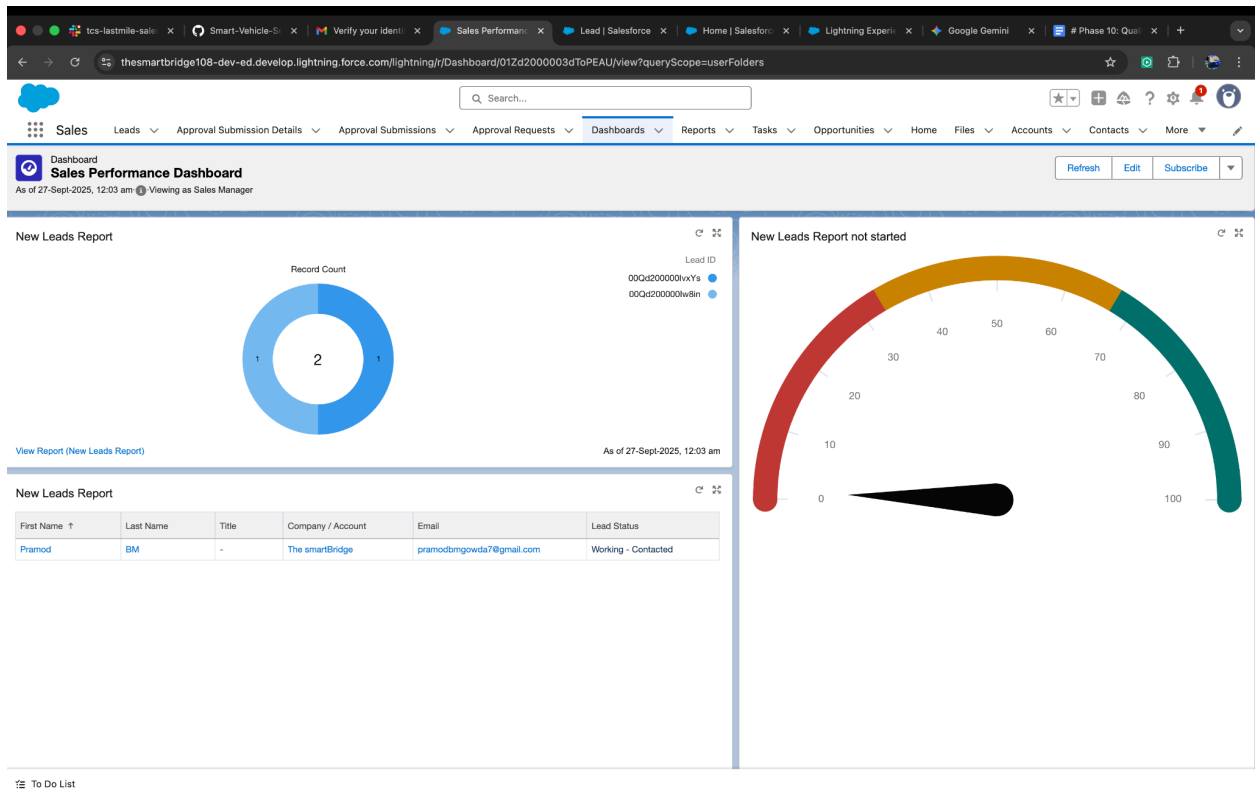 tcs-lastmile-sale
Smart-Vehicle-S
Verify your identi
Sales Performanc
Lead | Salesforce
Home | Salesforc
Lightning Experie
Google Gemini
# Phase 10: Qual
thesmartbridge108-dev-ed.develop.lightning.force.com/lightning/r/Dashboard/01Zd2000003dToPEAU/view?queryScope=userFolders
Search...
1
Sales Leads Approval Submission Details Approval Submissions Approval Requests Dashboards Reports Tasks Opportunities Home Files Accounts Contacts More
Dashboard
Sales Performance Dashboard
As of 27-Sept-2025, 12:03 am Viewing as Sales Manager
Refresh Edit Subscribe
New Leads Report
Record Count
Lead ID
00Qd200000IvxYs
00Qd200000Iw8in
1
2
1
View Report (New Leads Report)
As of 27-Sept-2025, 12:03 am
New Leads Report not started
0
10
20
30
40
50
60
70
80
90
100
New Leads Report
First Name Last Name Title Company / Account Email Lead Status
Pramod BM - The smartBridge pramodbmgowda7@gmail.com Working - Contacted
To Do List